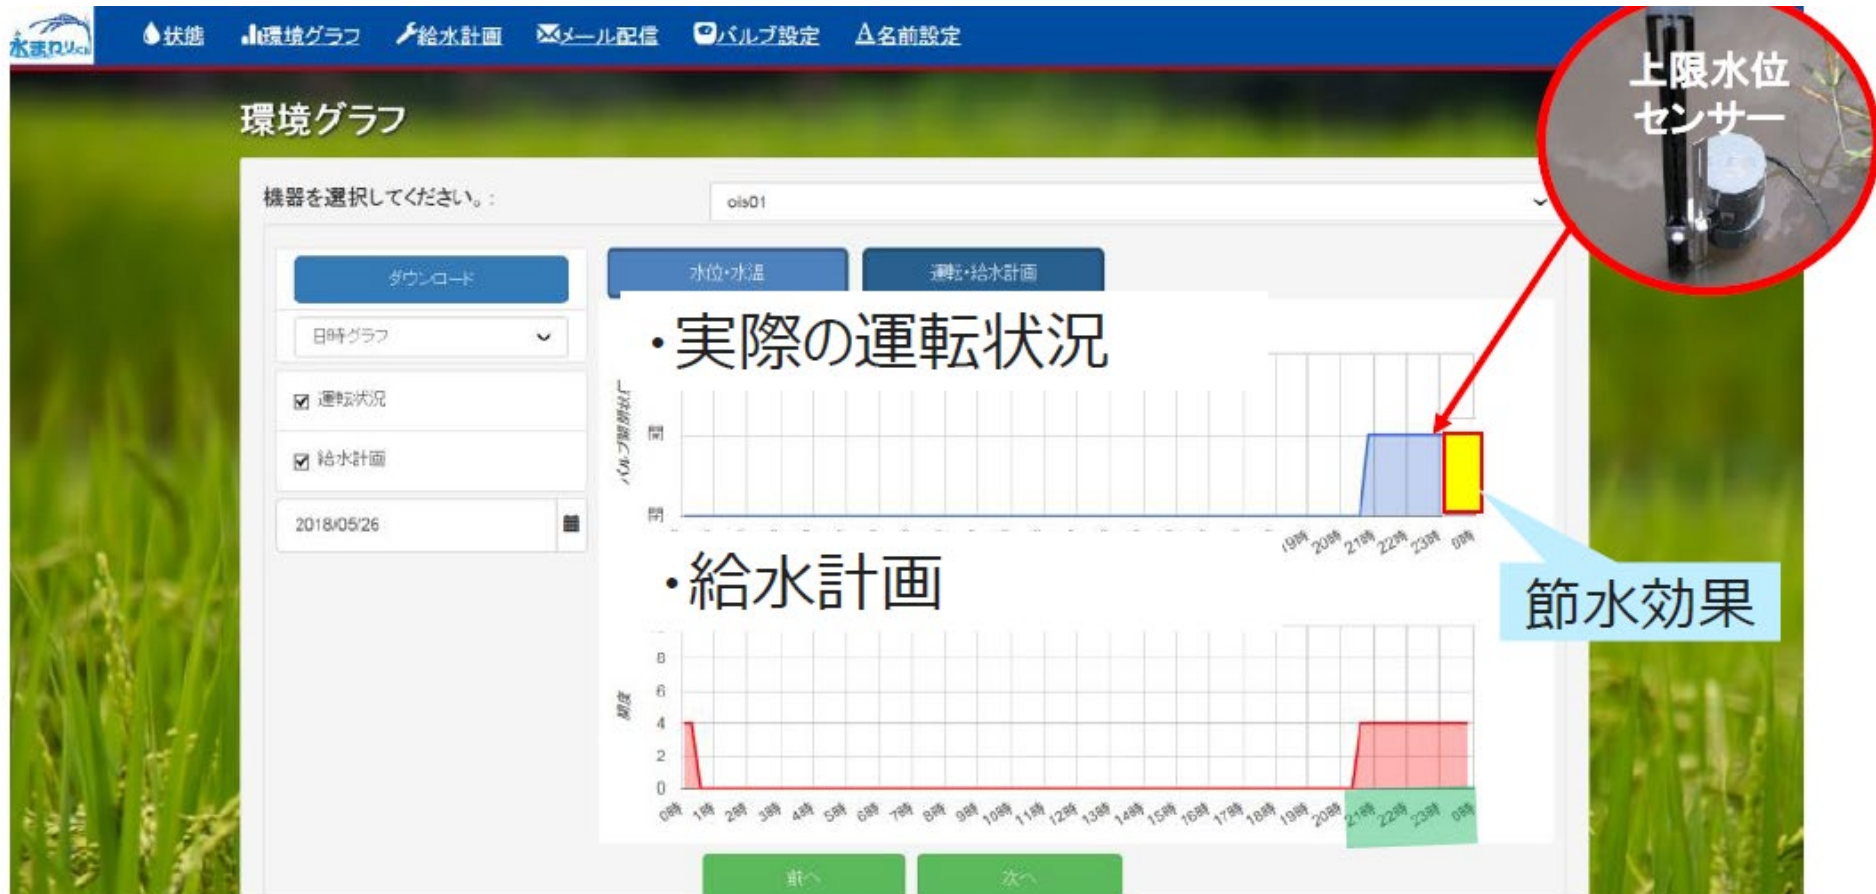 水まわりくん
状態 環境グラフ 給水計画 メール配信 バルブ設定 A名前設定
上限水位
センサー
環境グラフ
機器を選択してください。:
ois01
ダウンロード
水位・水温 運転・給水計画
日時グラフ
・実際の運転状況
運転状況
給水計画
2018/05/26
バルブ開閉状
開
閉
19時 20時 21時 22時 23時 0時
・給水計画
節水効果
開度
8
6
4
2
0
0時 1時 2時 3時 4時 5時 6時 7時 8時 9時 10時 11時 12時 13時 14時 15時 16時 17時 18時 19時 20時 21時 22時 23時 0時
前へ 次へ